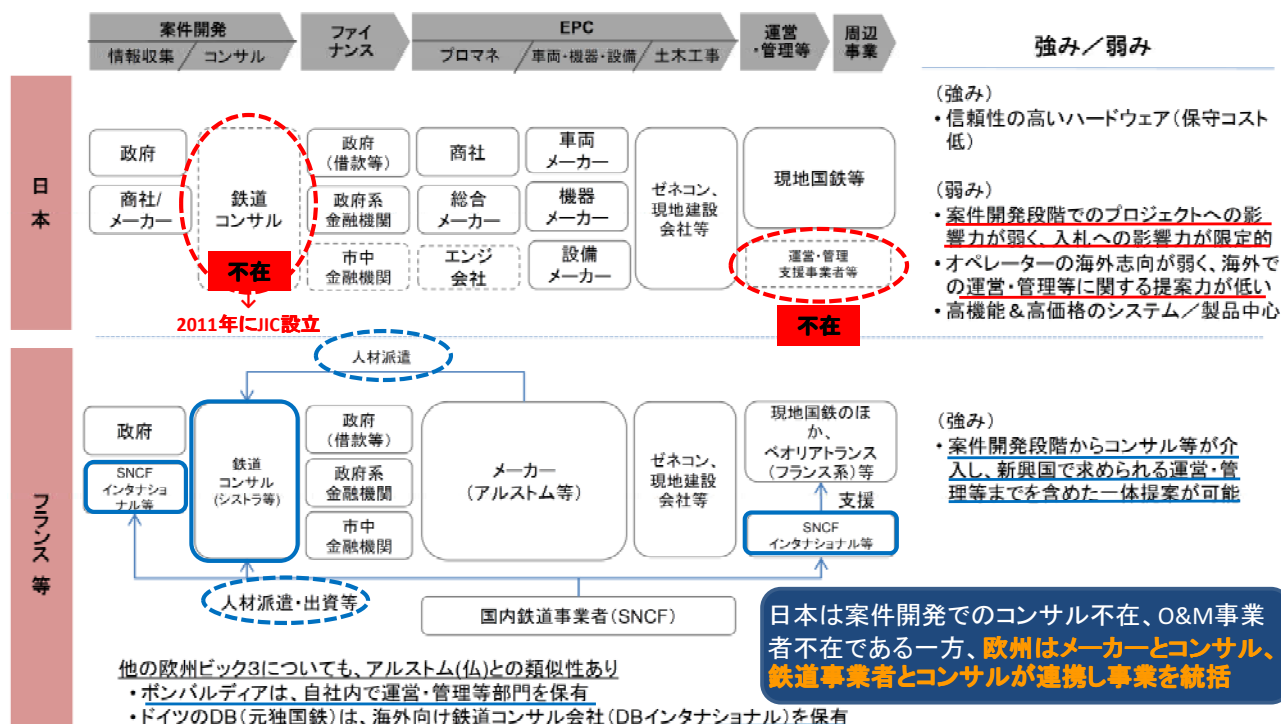 案件開発
情報収集
コンサル
ファイ
ナンス
EPC
プロマネ
車両・機器・設備
土木工事
運営
・管理等
周辺
事業
強み／弱み
日
本
政府
商社/
メーカー
鉄道
コンサル
不在
2011年にJIC設立
政府
(借款等)
政府系
金融機関
市中
金融機関
商社
総合
メーカー
エンジ
会社
車両
メーカー
機器
メーカー
設備
メーカー
ゼネコン、
現地建設
会社等
現地国鉄等
運営・管理
支援事業者等
不在
（強み）
・信頼性の高いハードウェア（保守コスト
低）
（弱み）
・案件開発段階でのプロジェクトへの影
響力が弱く、入札への影響力が限定的
・オペレーターの海外志向が弱く、海外で
の運営・管理等に関する提案力が低い
・高機能＆高価格のシステム／製品中心
フランス等
人材派遣
政府
SNCF
インタナショ
ナル等
鉄道
コンサル
(シストラ等)
政府
(借款等)
政府系
金融機関
市中
金融機関
メーカー
(アルストム等)
ゼネコン、
現地建設
会社等
現地国鉄のほ
か、
ベオリアトランス
(フランス系)等
支援
SNCF
インタナショナル等
人材派遣・出資等
国内鉄道事業者(SNCF)
（強み）
・案件開発段階からコンサル等が介
入し、新興国で求められる運営・管
理等までを含めた一体提案が可能
日本は案件開発でのコンサル不在、O&M事業
者不在である一方、欧州はメーカーとコンサル、
鉄道事業者とコンサルが連携し事業を統括
他の欧州ビック3についても、アルストム(仏)との類似性あり
・ボンバルディアは、自社内で運営・管理等部門を保有
・ドイツのDB(元独国鉄)は、海外向け鉄道コンサル会社(DBインタナショナル)を保有